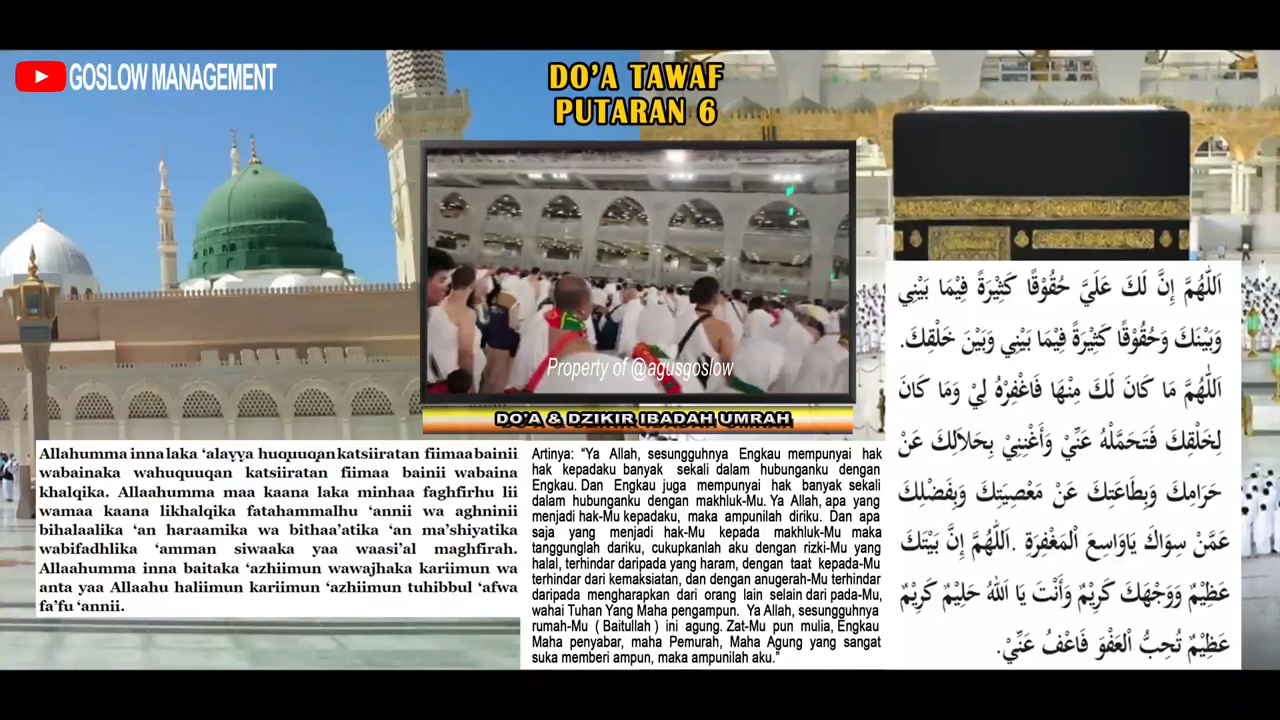 GOSLOW MANAGEMENT
DO'A TAWAF
PUTARAN 6
Property of @agusgoslow
DO'A & DZIKIR IBADAH UMRAH
Allahumma inna laka ‘alayya huquuqan katsiiratan fiimaa bainii
wabainaka wahuquuqan katsiiratan fiimaa bainii wabaina
khalqika. Allaahumma maa kaana laka minhaa faghfirhu lii
wamaa kaana likhalqika fatahammalhu ‘annii wa aghninii
bihalaalika ‘an haraamika wa bithaa’atika ‘an ma’shiyatika
wabifadhlika ‘amman siwaaka yaa waasi’al maghfirah.
Allaahumma inna baitaka ‘azhiimun wawajhaka kariimun wa
anta yaa Allaahu haliimun kariimun ‘azhiimun tuhibbul ‘afwa
fa’fu ‘annii.
Artinya: “Ya Allah, sesungguhnya Engkau mempunyai hak
hak kepadaku banyak sekali dalam hubunganku dengan
Engkau. Dan Engkau juga mempunyai hak banyak sekali
dalam hubunganku dengan makhluk-Mu. Ya Allah, apa yang
menjadi hak-Mu kepadaku, maka ampunilah diriku. Dan apa
saja yang menjadi hak-Mu kepada makhluk-Mu maka
tanggunglah dariku, cukupkanlah aku dengan rizki-Mu yang
halal, terhindar daripada yang haram, dengan taat kepada-Mu
terhindar dari kemaksiatan, dan dengan anugerah-Mu terhindar
daripada mengharapkan dari orang lain selain dari pada-Mu,
wahai Tuhan Yang Maha pengampun. Ya Allah, sesungguhnya
rumah-Mu ( Baitullah ) ini agung. Zat-Mu pun mulia, Engkau
Maha penyabar, maha Pemurah, Maha Agung yang sangat
suka memberi ampun, maka ampunilah aku.”
اَللّٰهُمَّ إِنَّ لَكَ عَلَيَّ حُقُوْقًا كَثِيْرَةً فِيْمَا بَيْنِي
وَبَيْنَكَ وَحُقُوْقًا كَثِيْرَةً فِيْمَا بَيْنِي وَبَيْنَ خَلْقِكَ.
اَللّٰهُمَّ مَا كَانَ لَكَ مِنْهَا فَاغْفِرْهُ لِيْ وَمَا كَانَ
لِخَلْقِكَ فَتَحَمَّلْهُ عَنِّيْ وَأَغْنِنِيْ بِحَلاَلِكَ عَنْ
حَرَامِكَ وَبِطَاعَتِكَ عَنْ مَعْصِيَتِكَ وَبِفَضْلِكَ
عَمَّنْ سِوَاكَ يَاوَاسِعَ الْمَغْفِرَةِ .اَللّٰهُمَّ إِنَّ بَيْتَكَ
عَظِيْمٌ وَوَجْهَكَ كَرِيْمٌ وَأَنْتَ يَا اَللهُ حَلِيْمٌ كَرِيْمٌ
عَظِيْمٌ تُحِبُّ الْعَفْوَ فَاعْفُ عَنِّيْ.